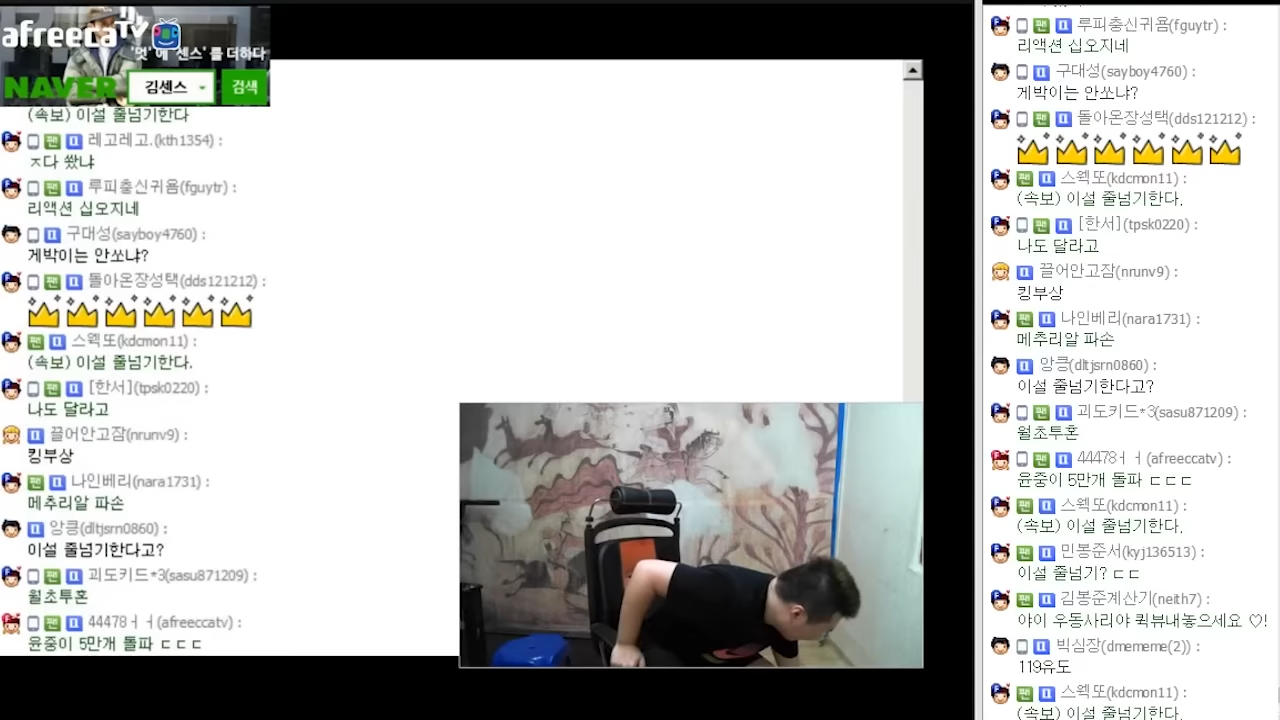 afreecaTV
'멋'에 '센스'를 더하다
NAVER
김센스
검색
(속보) 이설 줄넘기한다
레고레고.(kth1354) :
ㅈ다 쐈냐
루피충신귀욤(fguytr) :
리액션 십오지네
구대성(sayboy4760) :
게박이는 안쏘냐?
돌아온장성택(dds121212) :
스웩또(kdcmon11) :
(속보) 이설 줄넘기한다.
[한서](tpsk0220) :
나도 달라고
끌어안고잠(nrunv9) :
킹부상
나인베리(nara1731) :
메추리알 파손
앙쿵(dltjsrn0860) :
이설 줄넘기한다고?
괴도키드*3(sasu871209) :
월초투혼
44478ㅓㅓ(afreeccatv) :
윤중이 5만개 돌파 ㄷㄷㄷ
루피충신귀욤(fguytr) :
리액션 십오지네
구대성(sayboy4760) :
게박이는 안쏘냐?
돌아온장성택(dds121212) :
스웩또(kdcmon11) :
(속보) 이설 줄넘기한다.
[한서](tpsk0220) :
나도 달라고
끌어안고잠(nrunv9) :
킹부상
나인베리(nara1731) :
메추리알 파손
앙쿵(dltjsrn0860) :
이설 줄넘기한다고?
괴도키드*3(sasu871209) :
월초투혼
44478ㅓㅓ(afreeccatv) :
윤중이 5만개 돌파 ㄷㄷㄷ
스웩또(kdcmon11) :
(속보) 이설 줄넘기한다.
민봉준서(kyj136513) :
이설 줄넘기? ㄷㄷ
김봉준계산기(neith7) :
야이 우동사리야 퀵뷰내놓으세요 ♡!
빅심장(dmememe(2)) :
119유도
스웩또(kdcmon11) :
(속보) 이설 줄넘기한다.